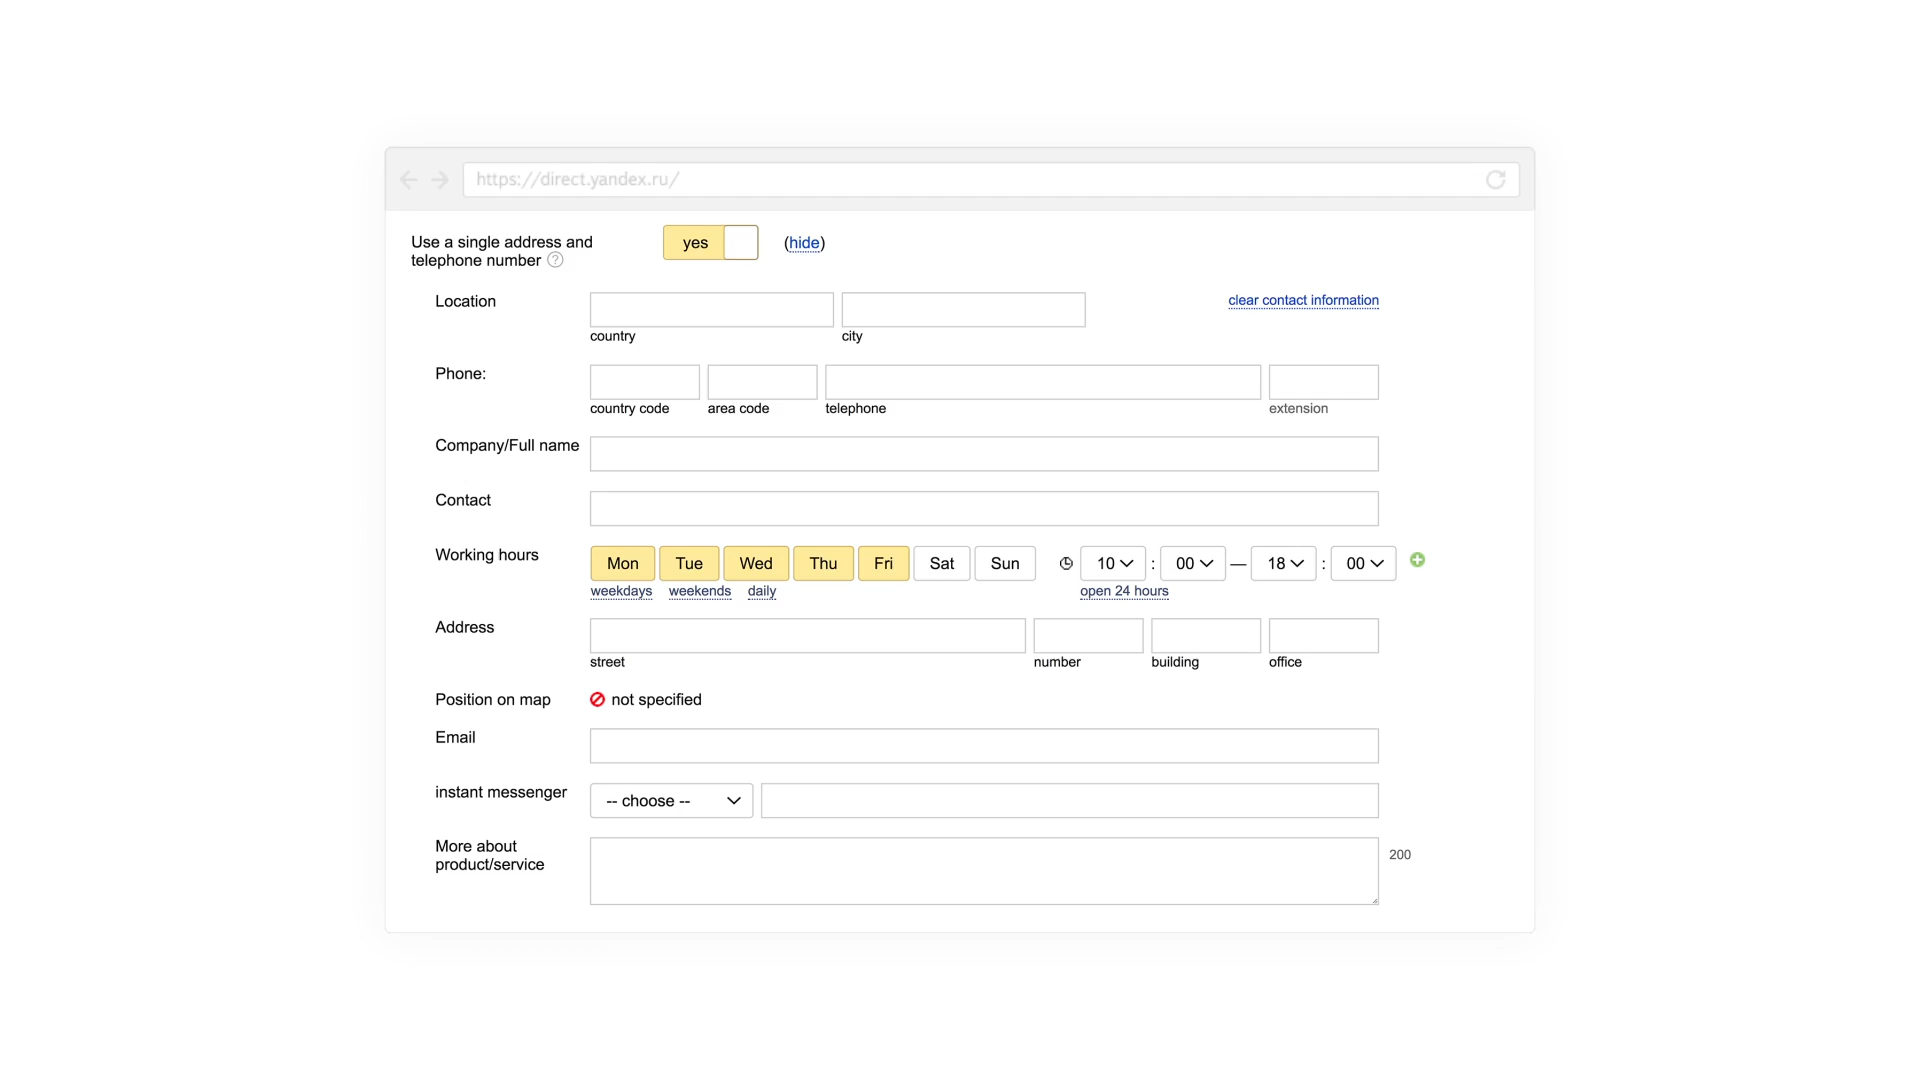 https://direct.yandex.ru/
Use a single address and
telephone number ?
yes
(hide)
Location
clear contact information
country
city
Phone:
country code
area code
telephone
extension
Company/Full name
Contact
Working hours
Mon Tue Wed Thu Fri Sat Sun 10 : 00 — 18 : 00
weekdays weekends daily open 24 hours
Address
street
number
building
office
Position on map
not specified
Email
instant messenger
-- choose --
More about
product/service
200